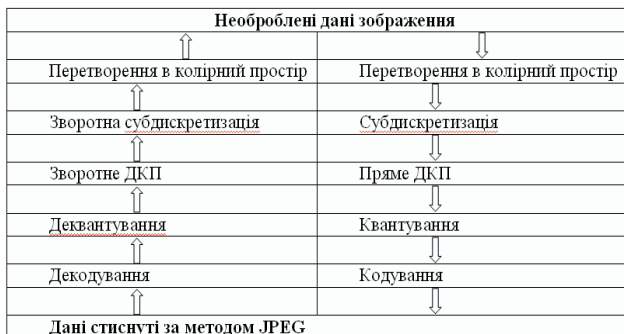 Необроблені дані зображення
Перетворення в колірний простір Перетворення в колірний простір
Зворотна субдискретизація Субдискретизація
Зворотне ДКП Пряме ДКП
Деквантування Квантування
Декодування Кодування
Дані стиснуті за методом JPEG